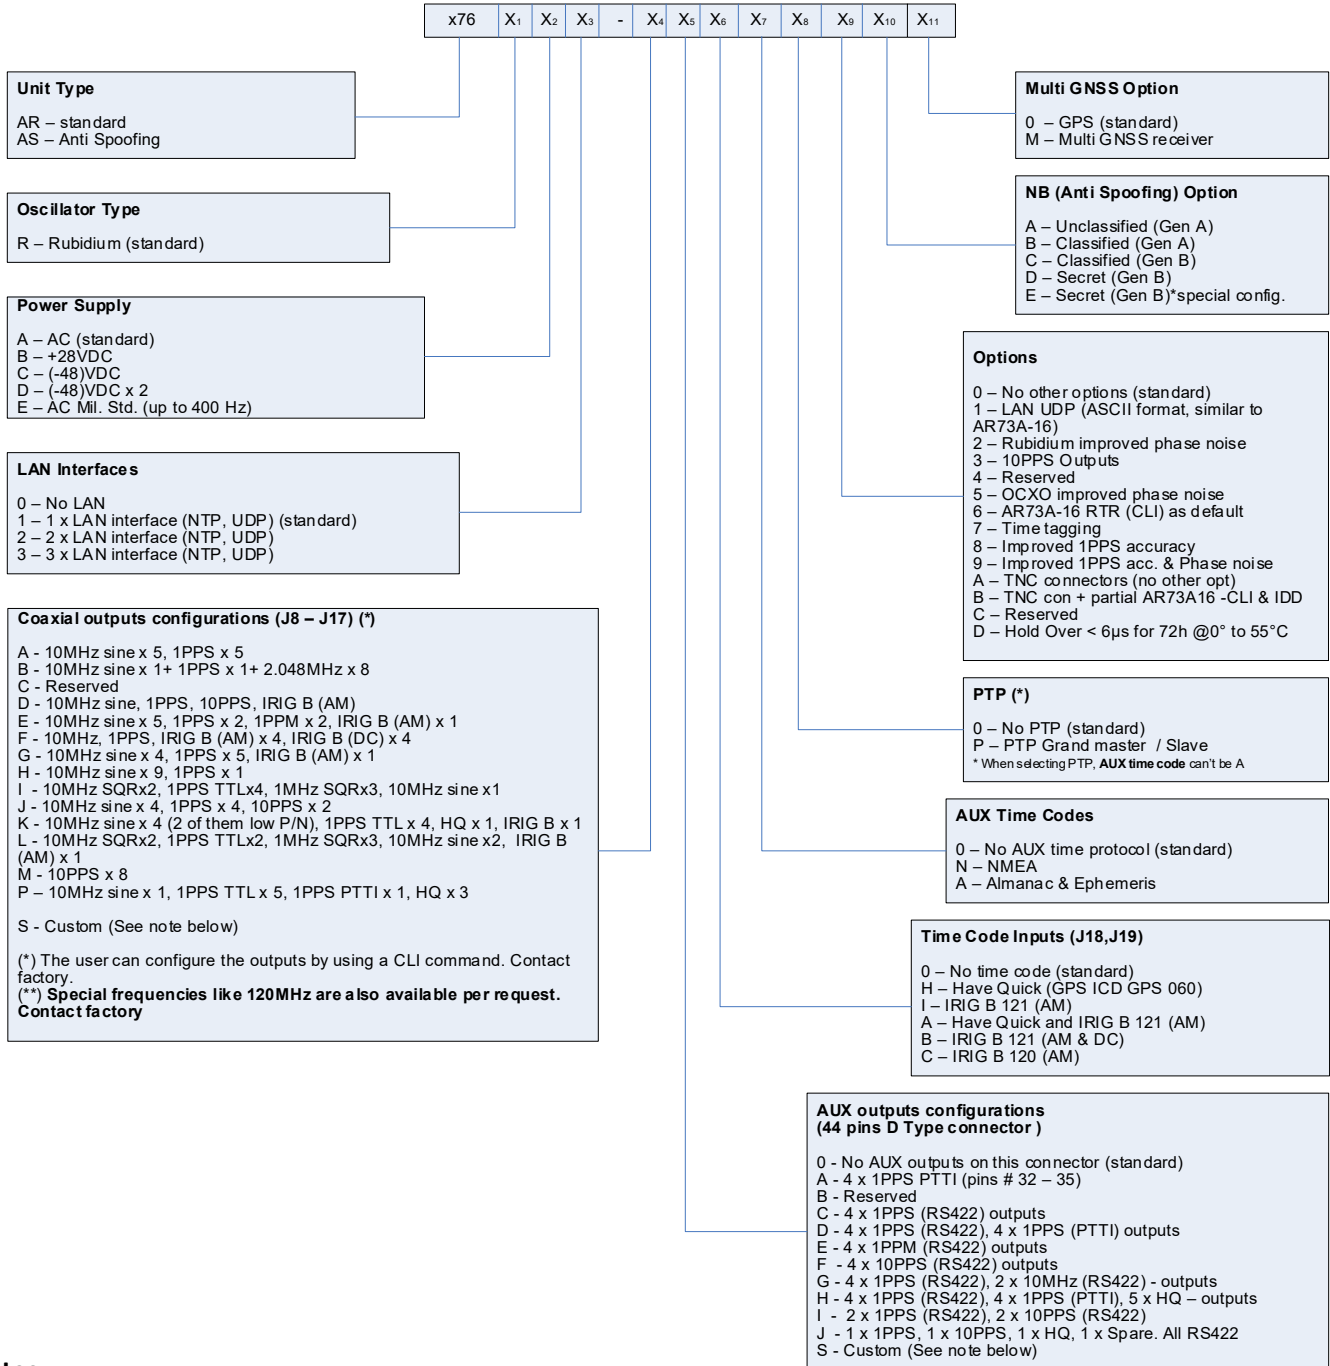 x76 X1 X2 X3 - X4 X5 X6 X7 X8 X9 X10 X11
Unit Type
AR – standard
AS – Anti Spoofing
Oscillator Type
R – Rubidium (standard)
Power Supply
A – AC (standard)
B – +28VDC
C – (-48)VDC
D – (-48)VDC x 2
E – AC Mil. Std. (up to 400 Hz)
LAN Interfaces
0 – No LAN
1 – 1 x LAN interface (NTP, UDP) (standard)
2 – 2 x LAN interface (NTP, UDP)
3 – 3 x LAN interface (NTP, UDP)
Coaxial outputs configurations (J8 – J17) (*)
A - 10MHz sine x 5, 1PPS x 5
B - 10MHz sine x 1+ 1PPS x 1+ 2.048MHz x 8
C - Reserved
D - 10MHz sine, 1PPS, 10PPS, IRIG B (AM)
E - 10MHz sine x 5, 1PPS x 2, 1PPM x 2, IRIG B (AM) x 1
F - 10MHz, 1PPS, IRIG B (AM) x 4, IRIG B (DC) x 4
G - 10MHz sine x 4, 1PPS x 5, IRIG B (AM) x 1
H - 10MHz sine x 9, 1PPS x 1
I - 10MHz SQRx2, 1PPS TTLx4, 1MHz SQRx3, 10MHz sine x1
J - 10MHz sine x 4, 1PPS x 4, 10PPS x 2
K - 10MHz sine x 4 (2 of them low P/N), 1PPS TTL x 4, HQ x 1, IRIG B x 1
L - 10MHz SQRx2, 1PPS TTLx2, 1MHz SQRx3, 10MHz sine x2, IRIG B
(AM) x 1
M - 10PPS x 8
P – 10MHz sine x 1, 1PPS TTL x 5, 1PPS PTTI x 1, HQ x 3
S - Custom (See note below)
(*) The user can configure the outputs by using a CLI command. Contact
factory.
(**) Special frequencies like 120MHz are also available per request.
Contact factory
Multi GNSS Option
0 – GPS (standard)
M – Multi GNSS receiver
NB (Anti Spoofing) Option
A – Unclassified (Gen A)
B – Classified (Gen A)
C – Classified (Gen B)
D – Secret (Gen B)
E – Secret (Gen B)*special config.
Options
0 – No other options (standard)
1 – LAN UDP (ASCII format, similar to
AR73A-16)
2 – Rubidium improved phase noise
3 – 10PPS Outputs
4 – Reserved
5 – OCXO improved phase noise
6 – AR73A-16 RTR (CLI) as default
7 – Time tagging
8 – Improved 1PPS accuracy
9 – Improved 1PPS acc. & Phase noise
A – TNC connectors (no other opt)
B – TNC con + partial AR73A16 -CLI & IDD
C – Reserved
D – Hold Over < 6µs for 72h @0° to 55°C
PTP (*)
0 – No PTP (standard)
P – PTP Grand master / Slave
* When selecting PTP, AUX time code can't be A
AUX Time Codes
0 – No AUX time protocol (standard)
N – NMEA
A – Almanac & Ephemeris
Time Code Inputs (J18,J19)
0 – No time code (standard)
H – Have Quick (GPS ICD GPS 060)
I – IRIG B 121 (AM)
A – Have Quick and IRIG B 121 (AM)
B – IRIG B 121 (AM & DC)
C – IRIG B 120 (AM)
AUX outputs configurations
(44 pins D Type connector )
0 - No AUX outputs on this connector (standard)
A - 4 x 1PPS PTTI (pins # 32 – 35)
B - Reserved
C - 4 x 1PPS (RS422) outputs
D - 4 x 1PPS (RS422), 4 x 1PPS (PTTI) outputs
E - 4 x 1PPM (RS422) outputs
F - 4 x 10PPS (RS422) outputs
G - 4 x 1PPS (RS422), 2 x 10MHz (RS422) - outputs
H - 4 x 1PPS (RS422), 4 x 1PPS (PTTI), 5 x HQ – outputs
I - 2 x 1PPS (RS422), 2 x 10PPS (RS422)
J - 1 x 1PPS, 1 x 10PPS, 1 x HQ, 1 x Spare. All RS422
S - Custom (See note below)